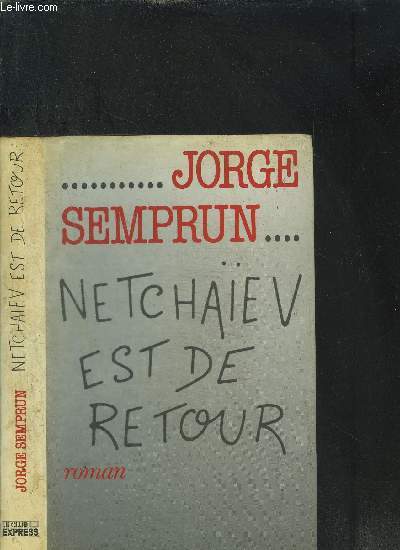 © Le-livre.com
........... JORGE
SEMPRUN ....
NETCHAÏEV
EST DE
RETOUR
roman
JORGE SEMPRUN NETCHAÏEV EST DE RETOUR
EXPRESS